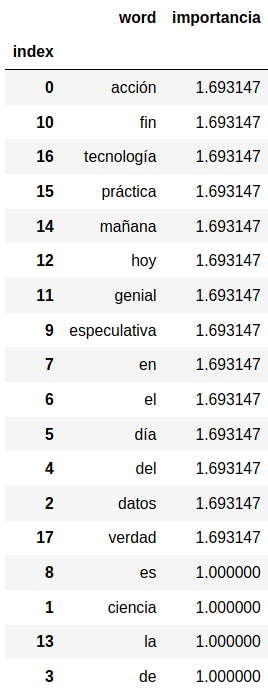 word importancia
index
0 acción 1.693147
10 fin 1.693147
16 tecnología 1.693147
15 práctica 1.693147
14 mañana 1.693147
12 hoy 1.693147
11 genial 1.693147
9 especulativa 1.693147
7 en 1.693147
6 el 1.693147
5 día 1.693147
4 del 1.693147
2 datos 1.693147
17 verdad 1.693147
8 es 1.000000
1 ciencia 1.000000
13 la 1.000000
3 de 1.000000